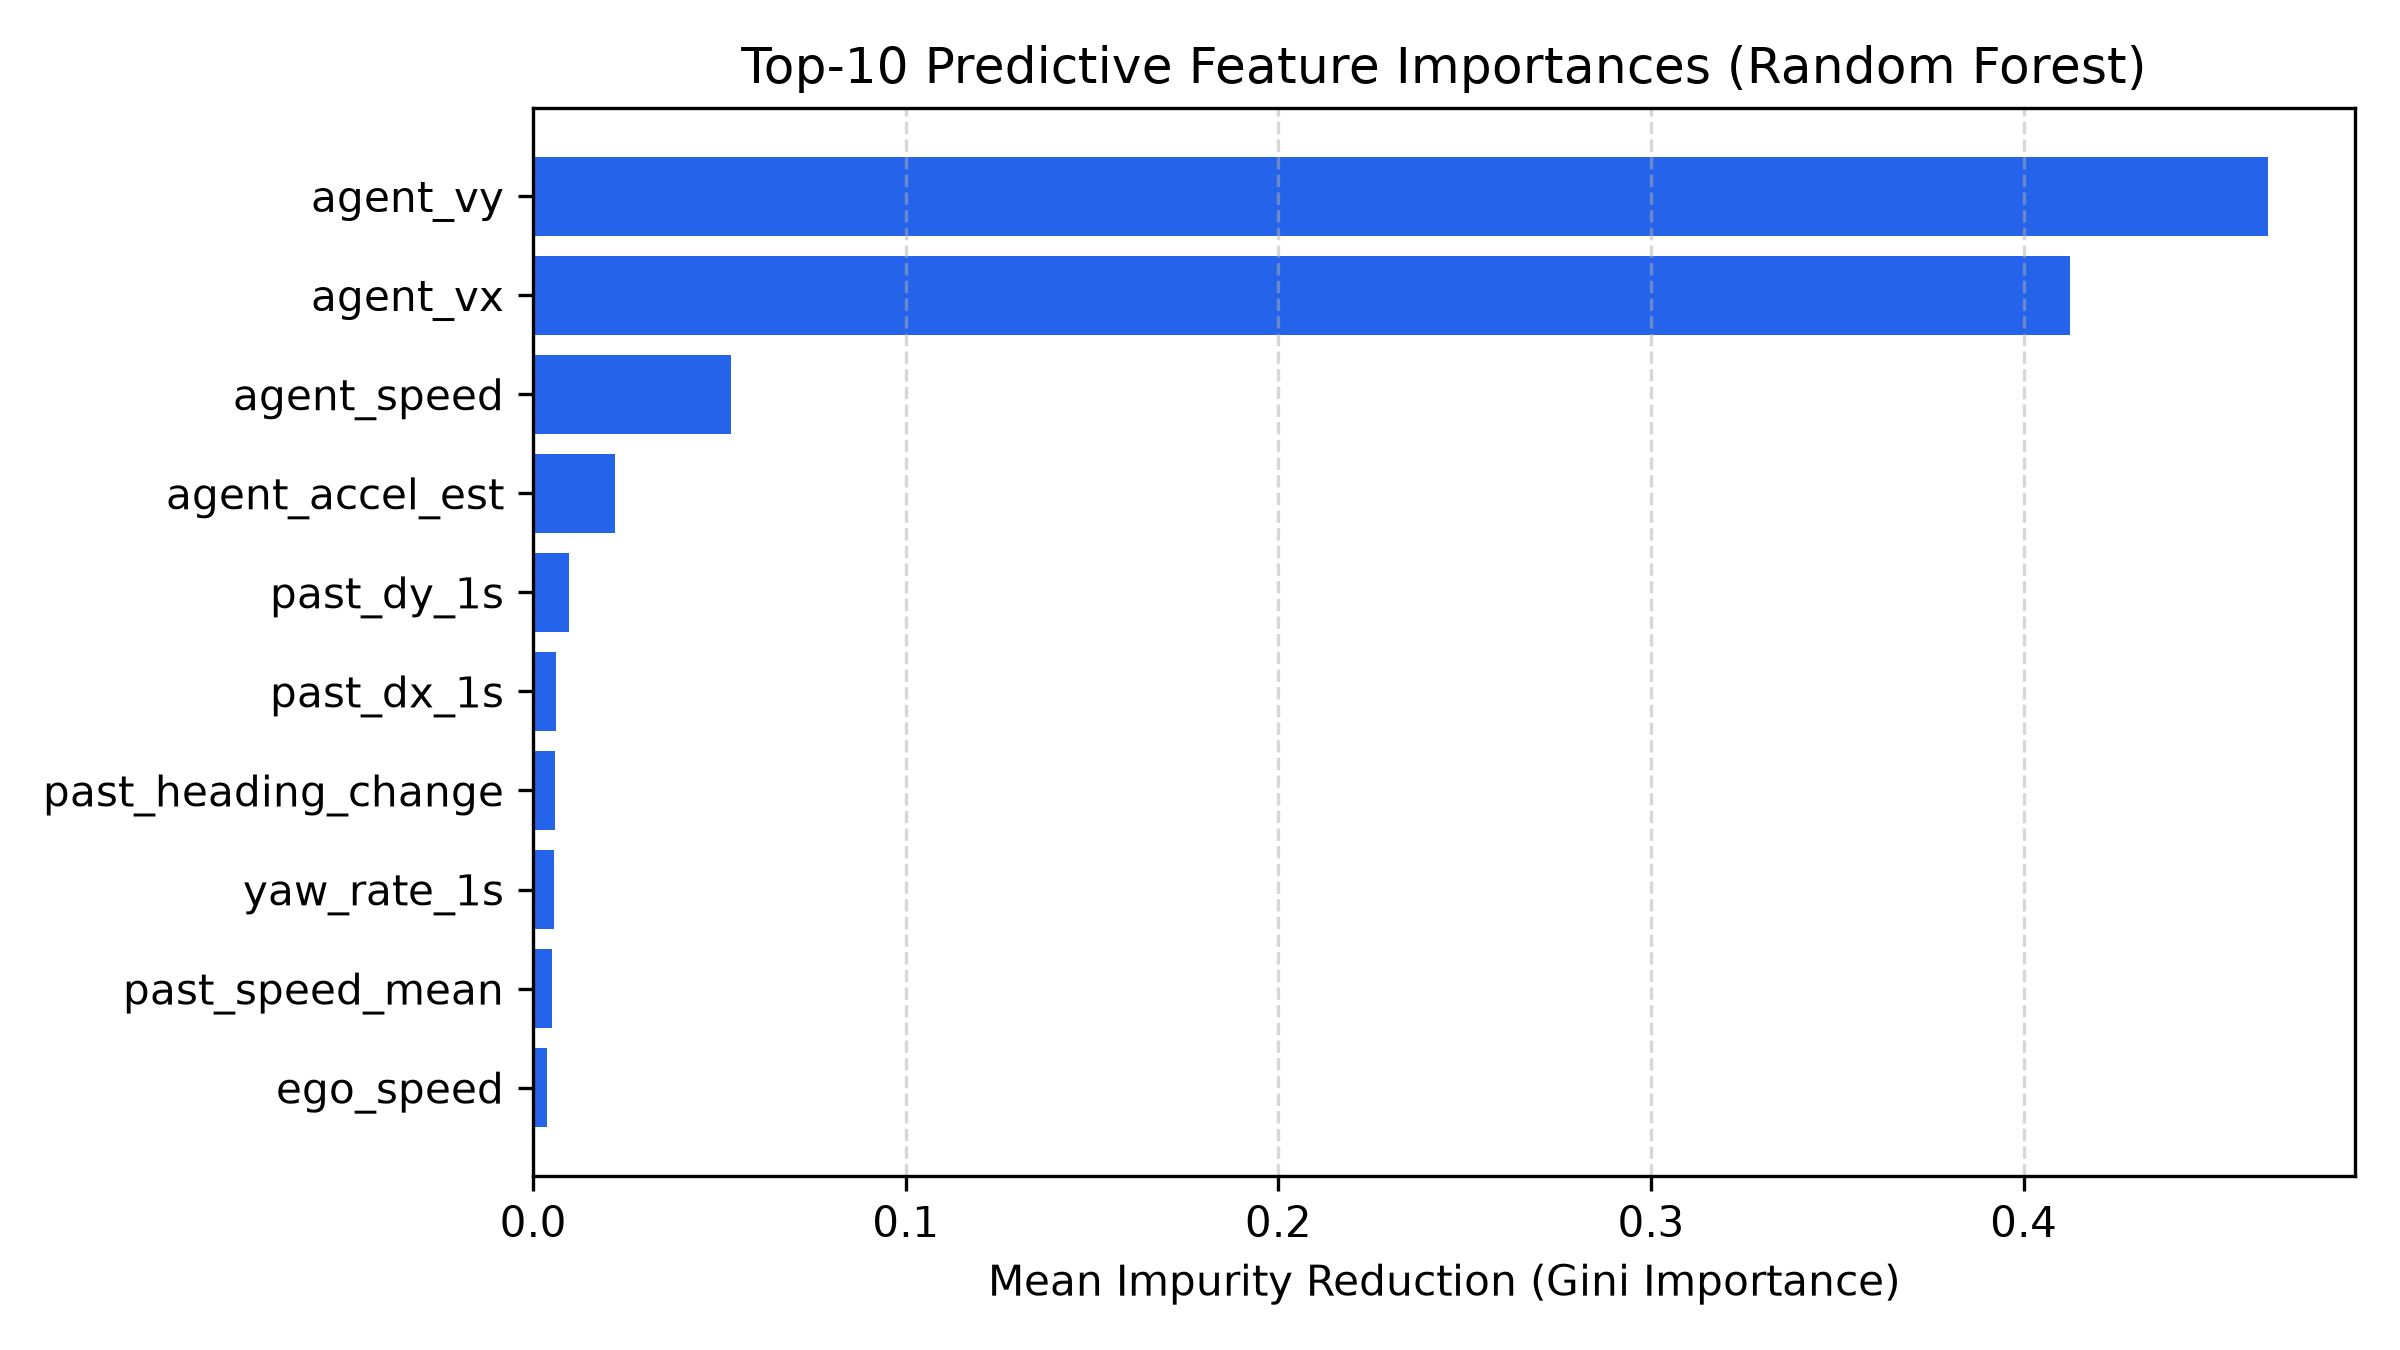 Top-10 Predictive Feature Importances (Random Forest)
agent_vy
agent_vx
agent_speed
agent_accel_est
past_dy_1s
past_dx_1s
past_heading_change
yaw_rate_1s
past_speed_mean
ego_speed
0.0 0.1 0.2 0.3 0.4
Mean Impurity Reduction (Gini Importance)